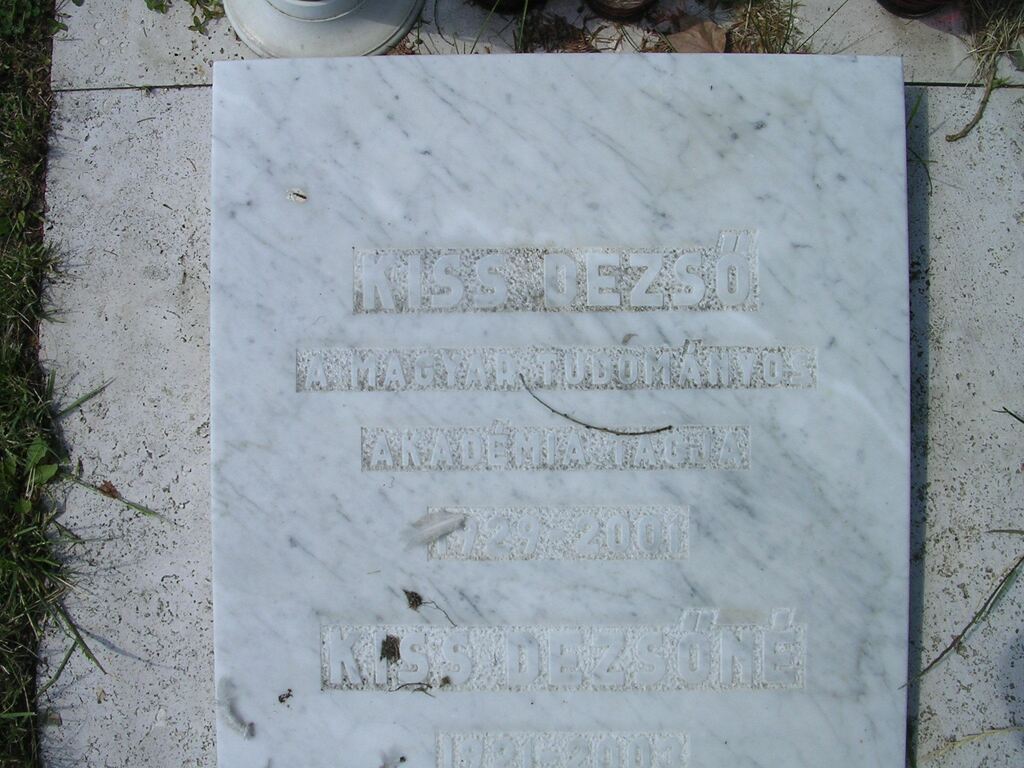 KISS DEZSŐ
A MAGYAR TUDOMÁNYOS
AKADÉMIA TAGJA
1929-2001
KISS DEZSŐNÉ